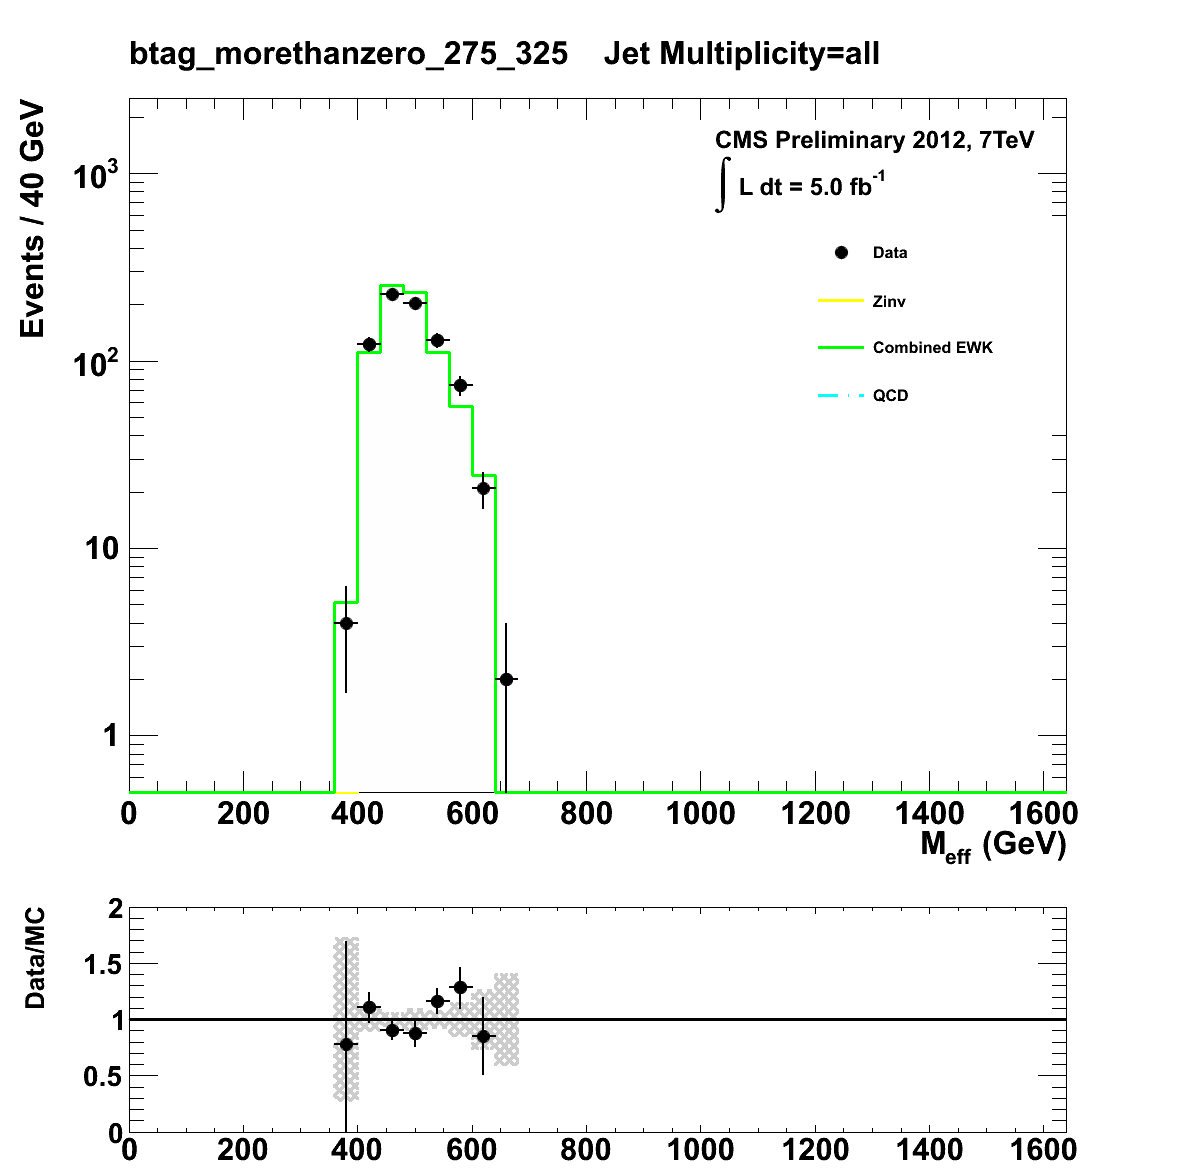 btag_morethanzero_275_325 Jet Multiplicity=all
Events / 40 GeV
CMS Preliminary 2012, 7TeV
∫ L dt = 5.0 fb⁻¹
Data
Zinv
Combined EWK
QCD
10³
10²
10
1
0 200 400 600 800 1000 1200 1400 1600
M_eff (GeV)
Data/MC
2
1.5
1
0.5
0
0 200 400 600 800 1000 1200 1400 1600